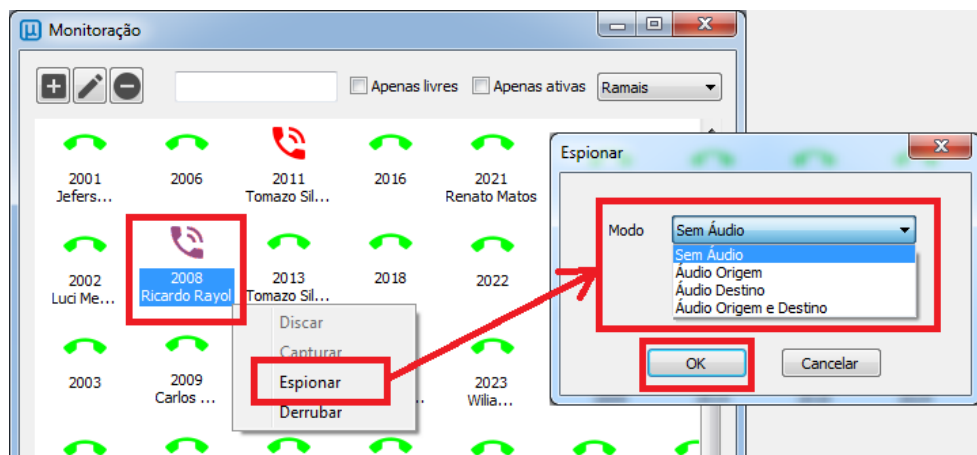 Monitoração
Apenas livres
Apenas ativas
Ramais
2001
Jefers...
2006
2011
Tomazo Sil...
2016
2021
Renato Matos
2002
Luci Me...
2008
Ricardo Rayol
2013
Tomazo Sil...
2018
2022
2003
2009
Carlos ...
2023
Wilia...
Discar
Capturar
Espionar
Derrubar
Espionar
Modo
Sem Áudio
Sem Áudio
Áudio Origem
Áudio Destino
Áudio Origem e Destino
OK
Cancelar